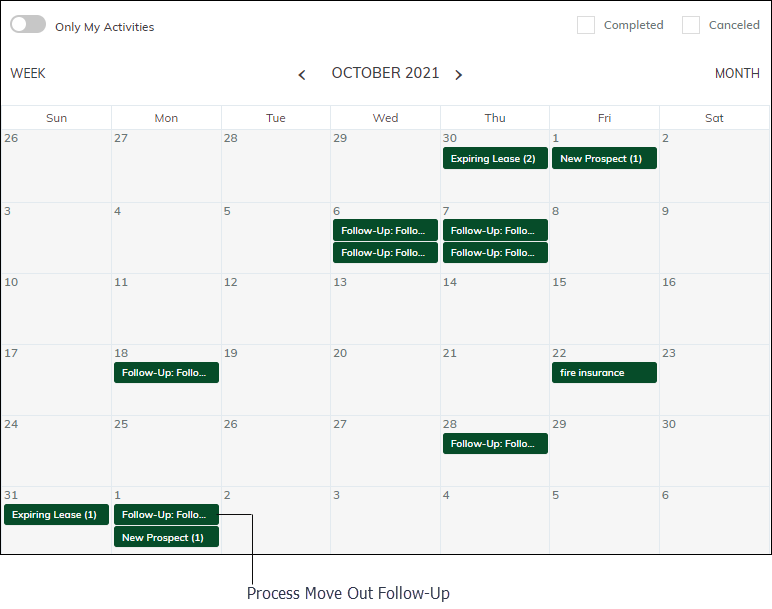 Only My Activities
Completed
Canceled
WEEK
OCTOBER 2021
MONTH
Sun Mon Tue Wed Thu Fri Sat
26 27 28 29 30 1 2
Expiring Lease (2) New Prospect (1)
3 4 5 6 7 8 9
Follow-Up: Follo... Follow-Up: Follo...
Follow-Up: Follo... Follow-Up: Follo...
10 11 12 13 14 15 16
17 18 19 20 21 22 23
Follow-Up: Follo... fire insurance
24 25 26 27 28 29 30
Follow-Up: Follo...
31 1 2 3 4 5 6
Expiring Lease (1) Follow-Up: Follo...
New Prospect (1)
Process Move Out Follow-Up